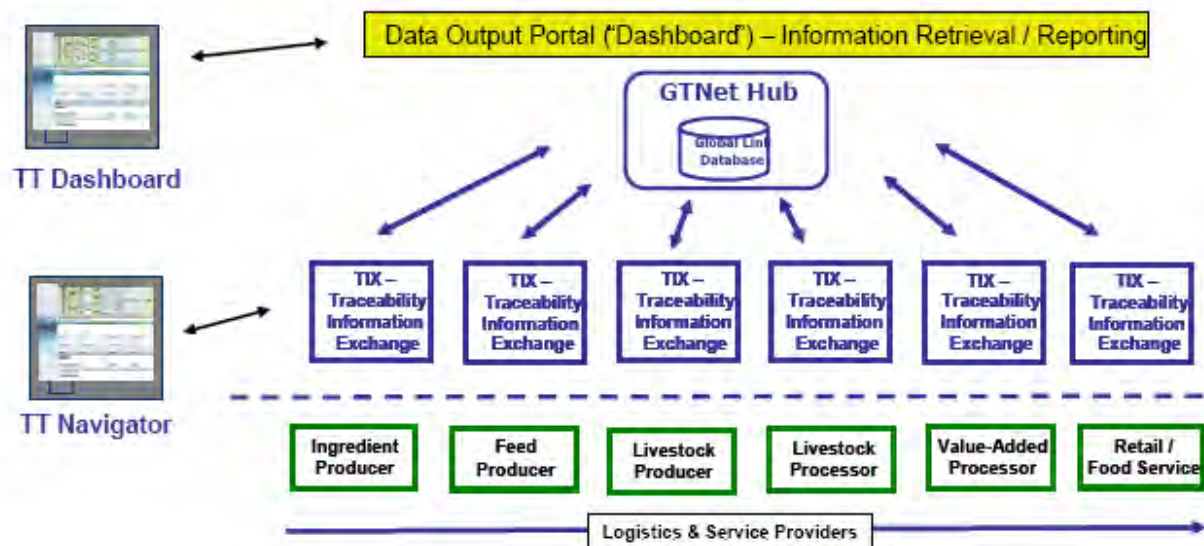 Data Output Portal ("Dashboard") – Information Retrieval / Reporting
GTNet Hub
Global Link
Database
TT Dashboard
TIX –
Traceability
Information
Exchange
TIX –
Traceability
Information
Exchange
TIX –
Traceability
Information
Exchange
TIX –
Traceability
Information
Exchange
TIX –
Traceability
Information
Exchange
TIX –
Traceability
Information
Exchange
TT Navigator
Ingredient
Producer
Feed
Producer
Livestock
Producer
Livestock
Processor
Value-Added
Processor
Retail /
Food Service
Logistics & Service Providers